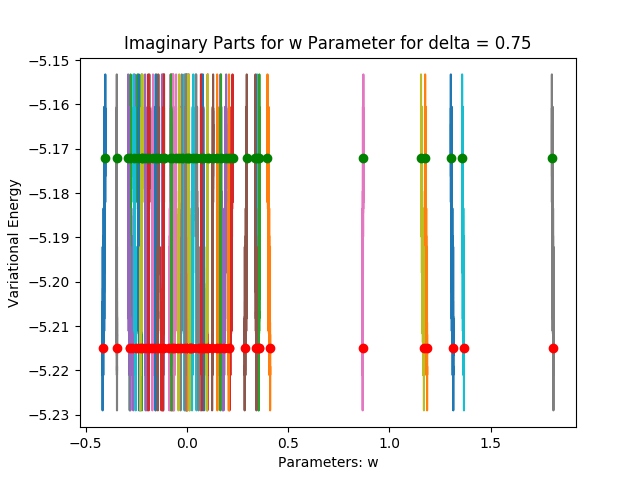 Imaginary Parts for w Parameter for delta = 0.75
−5.15
−5.16
−5.17
−5.18
−5.19
−5.20
−5.21
−5.22
−5.23
Variational Energy
−0.5 0.0 0.5 1.0 1.5
Parameters: w